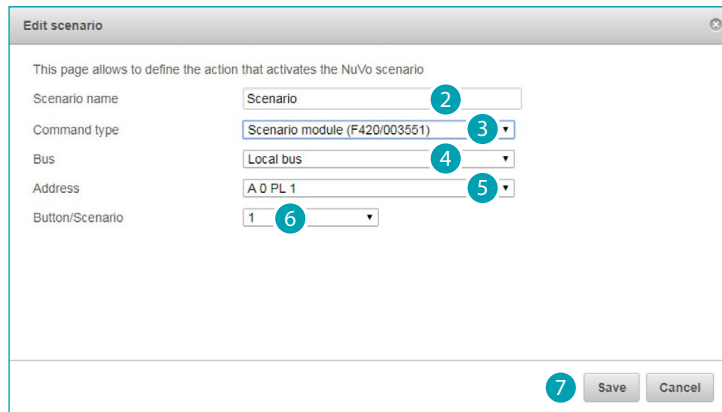 Edit scenario
This page allows to define the action that activates the NuVo scenario
Scenario name Scenario 2
Command type Scenario module (F420/003551) 3
Bus Local bus 4
Address A 0 PL 1 5
Button/Scenario 1 6
7 Save Cancel